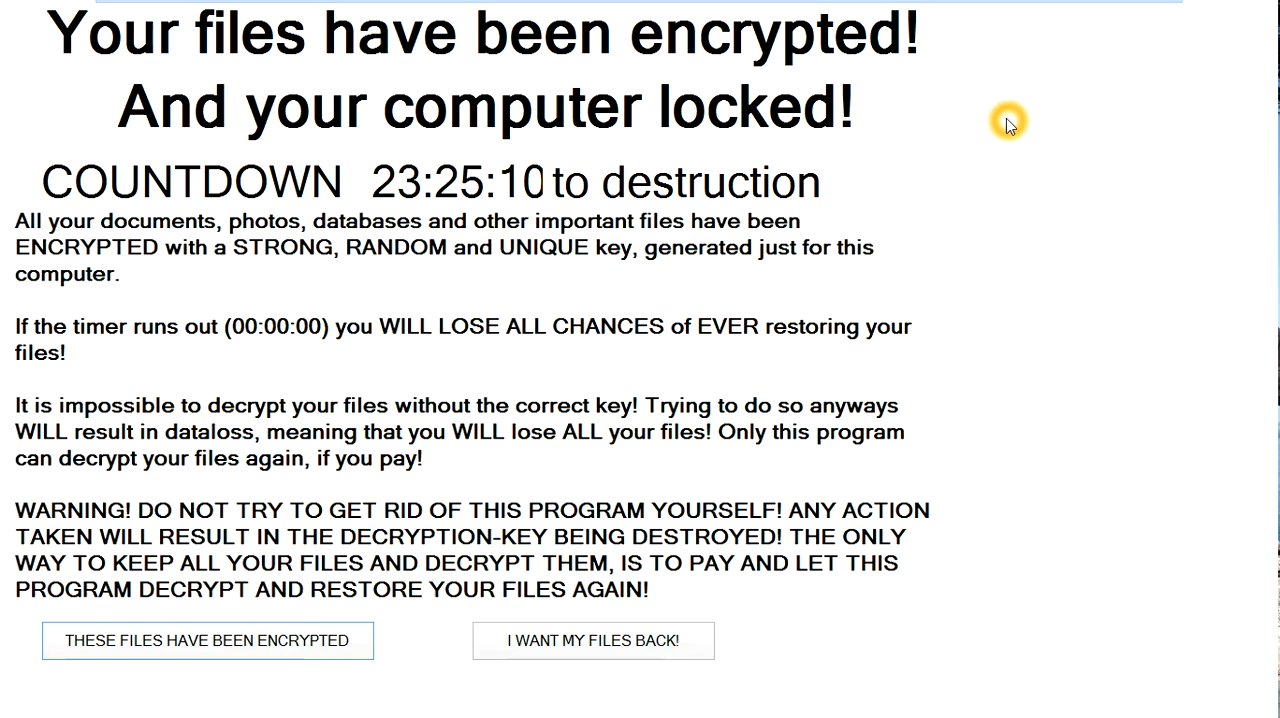 Your files have been encrypted!
And your computer locked!
COUNTDOWN 23:25:10 to destruction
All your documents, photos, databases and other important files have been
ENCRYPTED with a STRONG, RANDOM and UNIQUE key, generated just for this
computer.
If the timer runs out (00:00:00) you WILL LOSE ALL CHANCES of EVER restoring your
files!
It is impossible to decrypt your files without the correct key! Trying to do so anyways
WILL result in dataloss, meaning that you WILL lose ALL your files! Only this program
can decrypt your files again, if you pay!
WARNING! DO NOT TRY TO GET RID OF THIS PROGRAM YOURSELF! ANY ACTION
TAKEN WILL RESULT IN THE DECRYPTION-KEY BEING DESTROYED! THE ONLY
WAY TO KEEP ALL YOUR FILES AND DECRYPT THEM, IS TO PAY AND LET THIS
PROGRAM DECRYPT AND RESTORE YOUR FILES AGAIN!
THESE FILES HAVE BEEN ENCRYPTED
I WANT MY FILES BACK!